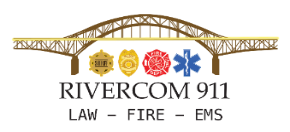 RIVERCOM 911
LAW – FIRE – EMS